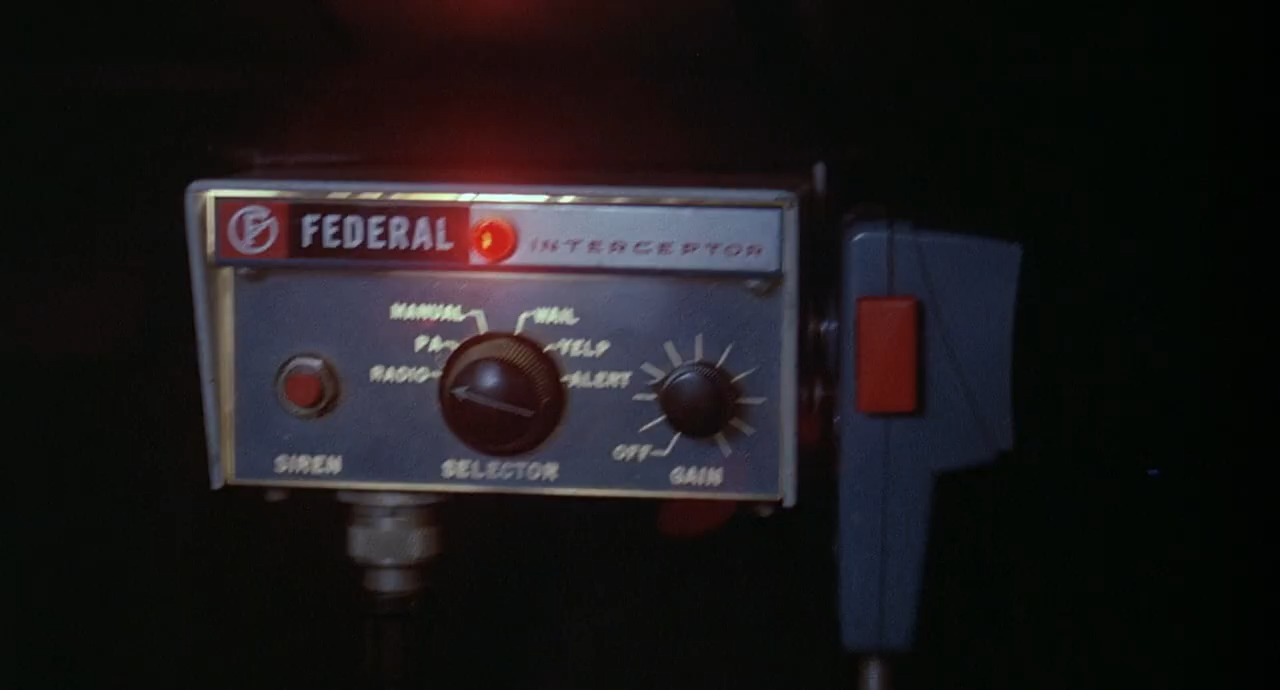 FEDERAL INTERCEPTOR
MANUAL WAIL
PA YELP
RADIO ALERT
OFF
SIREN SELECTOR GAIN